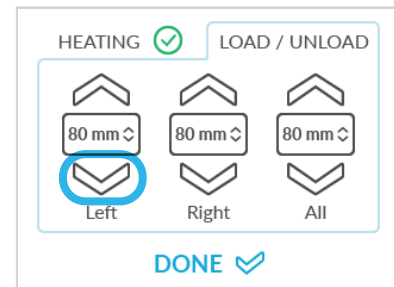 HEATING LOAD / UNLOAD
80 mm 80 mm 80 mm
Left Right All
DONE